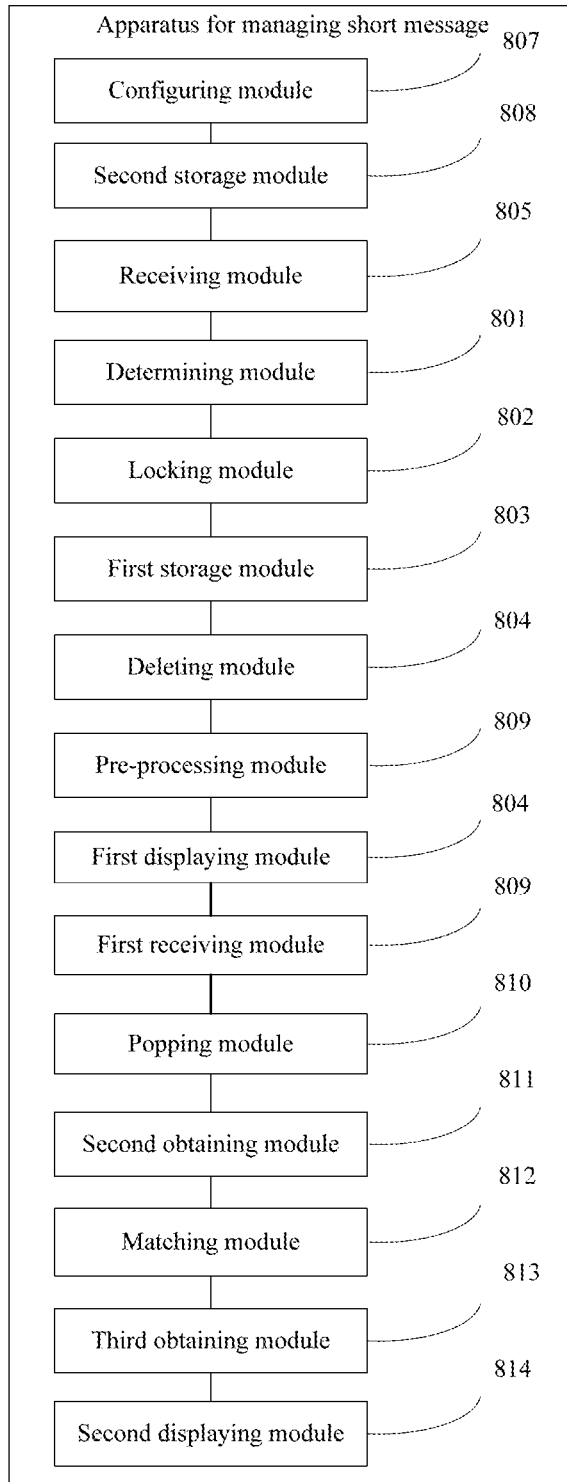 Apparatus for managing short message
807
Configuring module
808
Second storage module
805
Receiving module
801
Determining module
802
Locking module
803
First storage module
804
Deleting module
809
Pre-processing module
804
First displaying module
809
First receiving module
810
Popping module
811
Second obtaining module
812
Matching module
813
Third obtaining module
814
Second displaying module